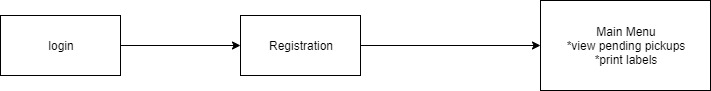 login
Registration
Main Menu
*view pending pickups
*print labels